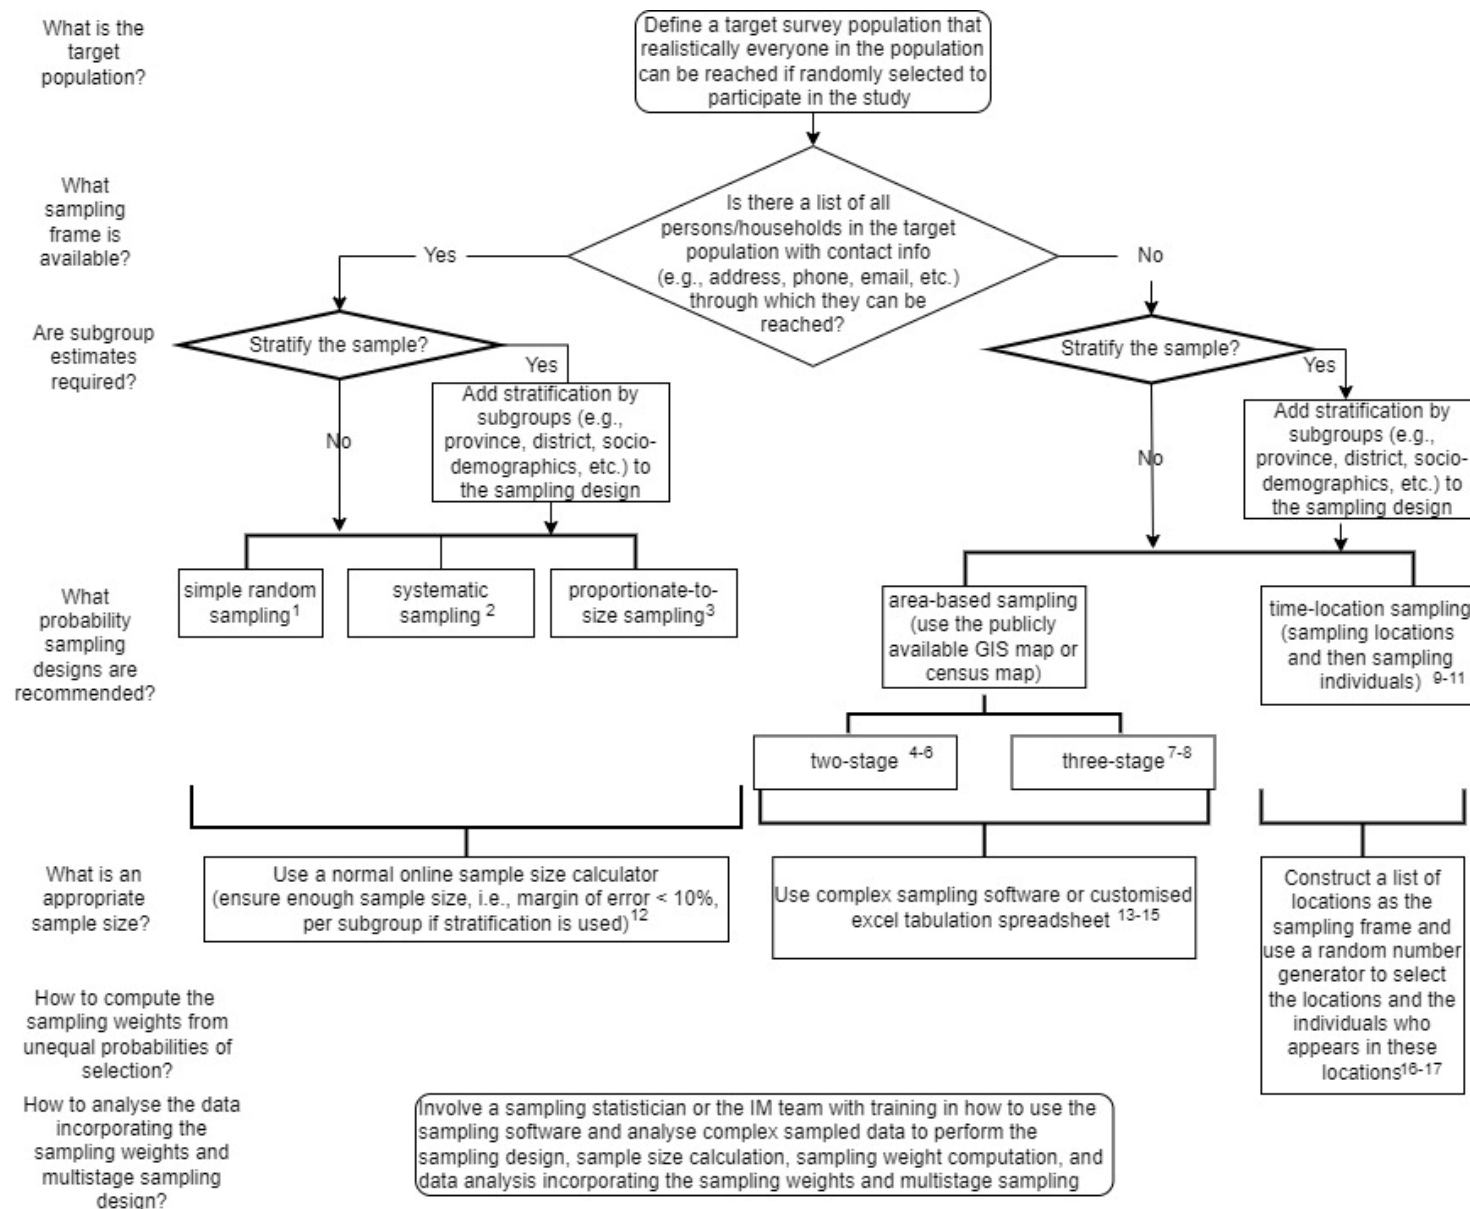 What is the
target
population?
Define a target survey population that
realistically everyone in the population
can be reached if randomly selected to
participate in the study
What
sampling
frame is
available?
Is there a list of all
persons/households in the target
population with contact info
(e.g., address, phone, email, etc.)
through which they can be
reached?
Yes
No
Are subgroup
estimates
required?
Stratify the sample?
Yes
No
Add stratification by
subgroups (e.g.,
province, district, socio-
demographics, etc.) to
the sampling design
Stratify the sample?
Yes
No
Add stratification by
subgroups (e.g.,
province, district, socio-
demographics, etc.) to
the sampling design
What
probability
sampling
designs are
recommended?
simple random
sampling 1
systematic
sampling 2
proportionate-to-
size sampling3
area-based sampling
(use the publicly
available GIS map or
census map)
time-location sampling
(sampling locations
and then sampling
individuals) 9-11
two-stage 4-6
three-stage 7-8
What is an
appropriate
sample size?
Use a normal online sample size calculator
(ensure enough sample size, i.e., margin of error < 10%,
per subgroup if stratification is used)12
Use complex sampling software or customised
excel tabulation spreadsheet 13-15
Construct a list of
locations as the
sampling frame and
use a random number
generator to select
the locations and the
individuals who
appears in these
locations16-17
How to compute the
sampling weights from
unequal probabilities of
selection?
How to analyse the data
incorporating the
sampling weights and
multistage sampling
design?
Involve a sampling statistician or the IM team with training in how to use the
sampling software and analyse complex sampled data to perform the
sampling design, sample size calculation, sampling weight computation, and
data analysis incorporating the sampling weights and multistage sampling